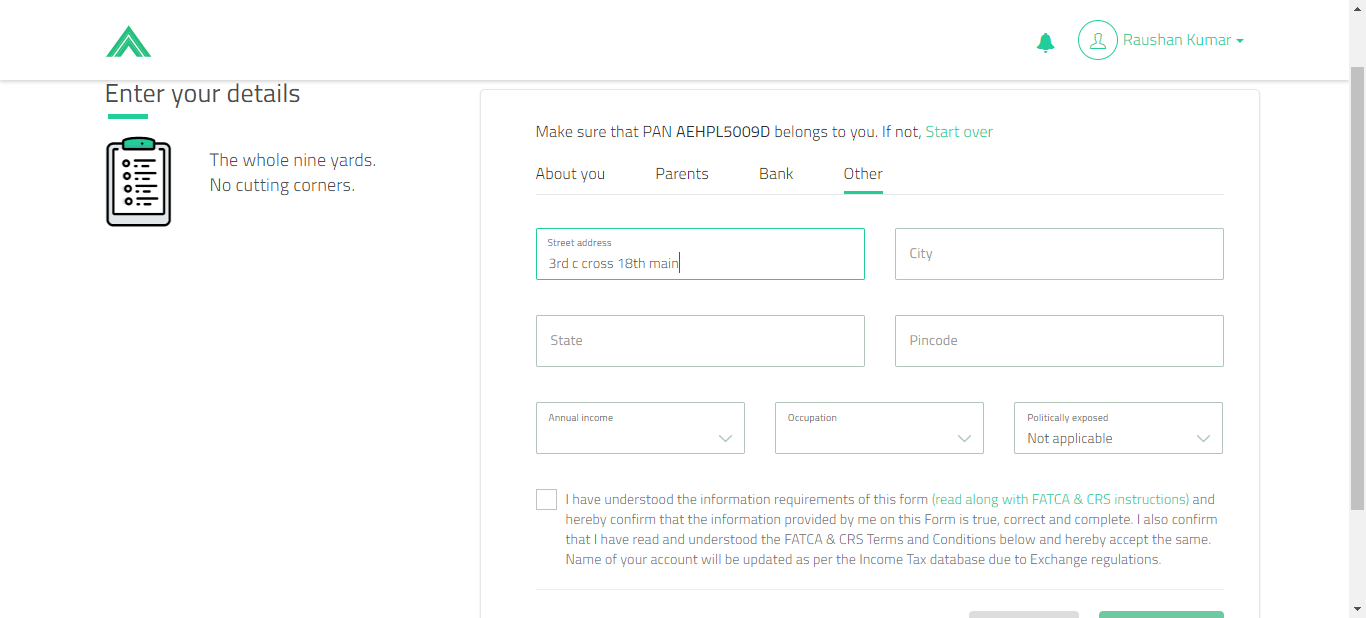 Raushan Kumar
Enter your details
The whole nine yards.
No cutting corners.
Make sure that PAN AEHPL5009D belongs to you. If not, Start over
About you Parents Bank Other
Street address
3rd c cross 18th main
City
State
Pincode
Annual income
Occupation
Politically exposed
Not applicable
I have understood the information requirements of this form (read along with FATCA & CRS instructions) and
hereby confirm that the information provided by me on this Form is true, correct and complete. I also confirm
that I have read and understood the FATCA & CRS Terms and Conditions below and hereby accept the same.
Name of your account will be updated as per the Income Tax database due to Exchange regulations.